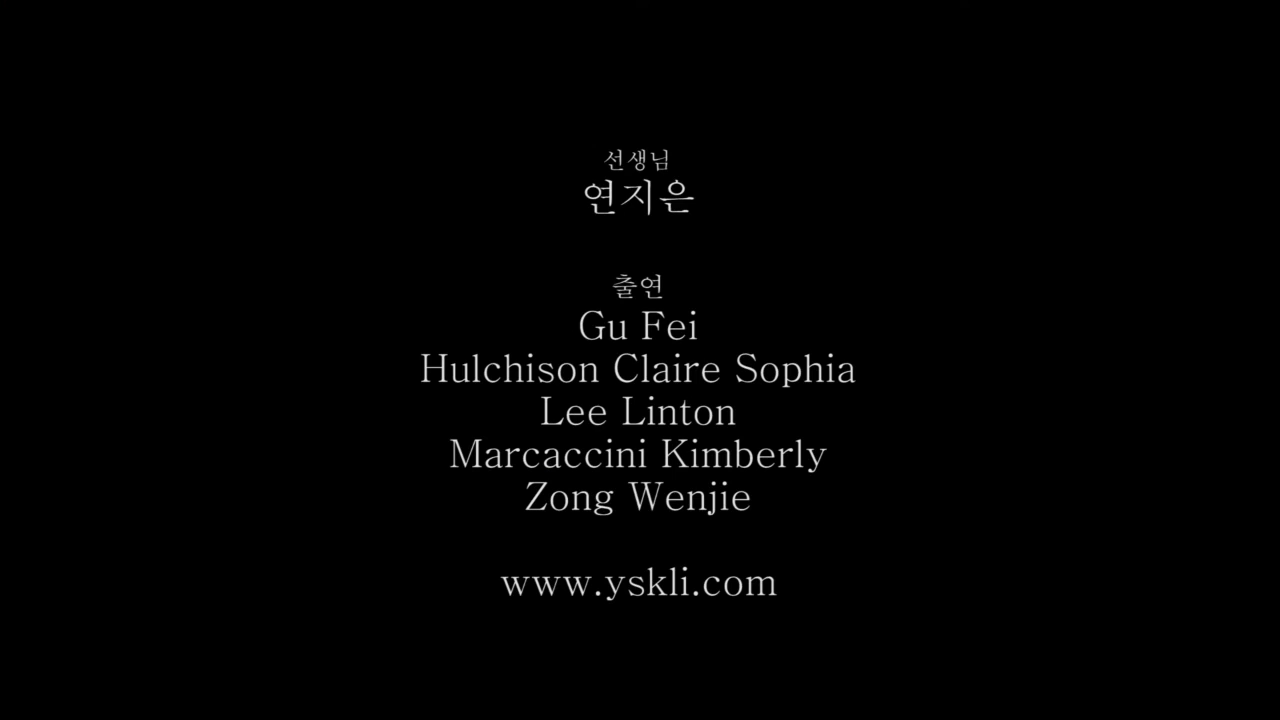 선생님
연지은
출연
Gu Fei
Hulchison Claire Sophia
Lee Linton
Marcaccini Kimberly
Zong Wenjie
www.yskli.com